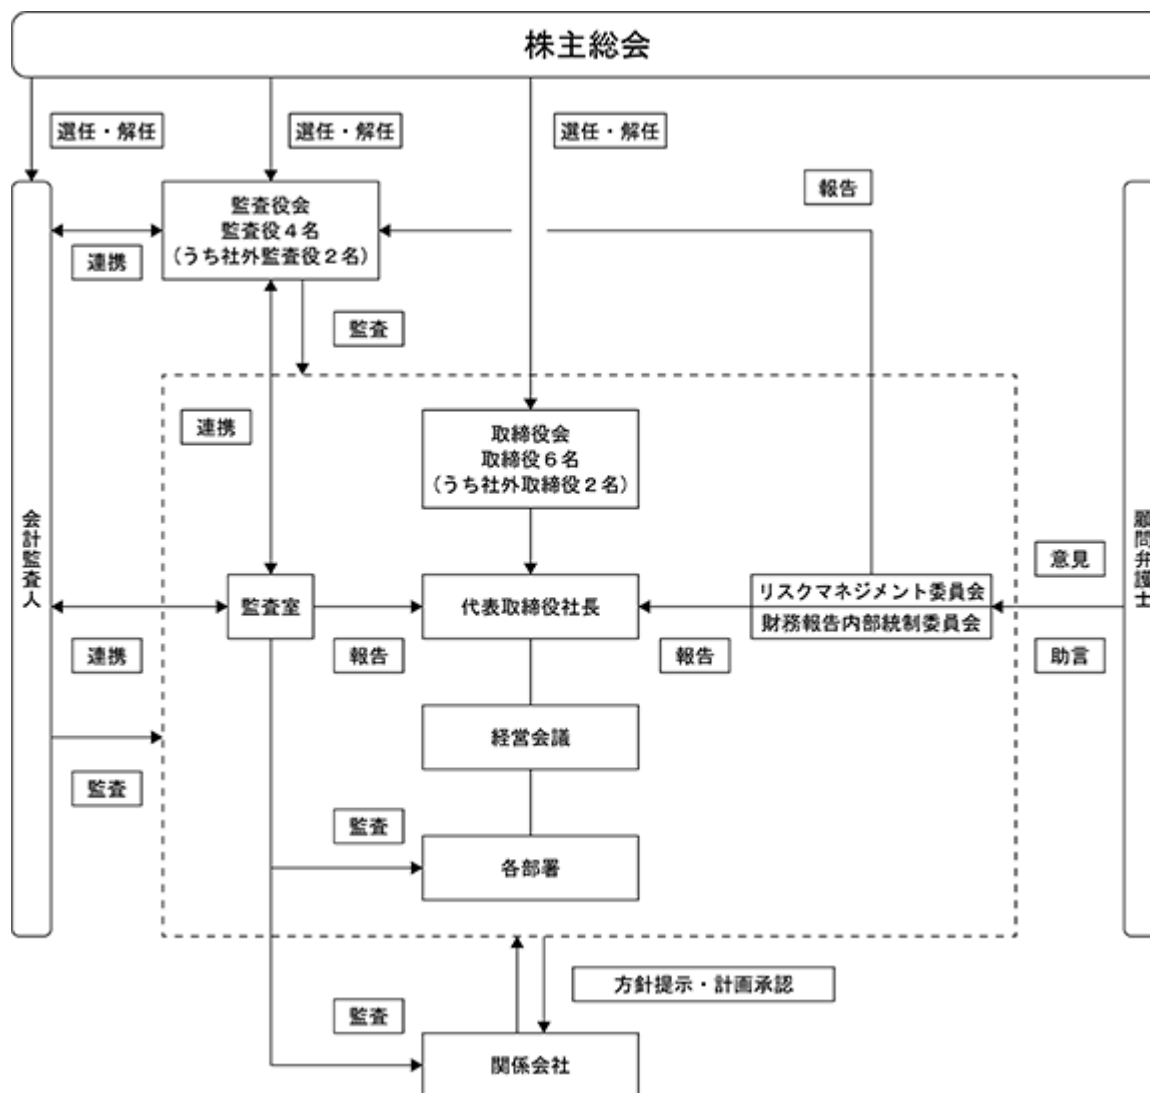 株主総会
選任・解任
選任・解任
選任・解任
報告
監査役会
監査役4名
(うち社外監査役2名)
連携
監査
連携
取締役会
取締役6名
(うち社外取締役2名)
会計監査人
顧問弁護士
意見
監査室
代表取締役社長
リスクマネジメント委員会
財務報告内部統制委員会
連携
報告
報告
助言
経営会議
監査
監査
各部署
方針提示・計画承認
監査
関係会社